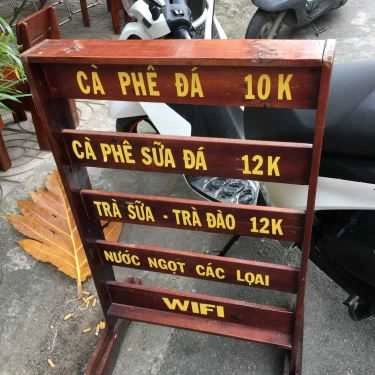 CÀ PHÊ ĐÁ 10K
CÀ PHÊ SỮA ĐÁ 12K
TRÀ SỮA - TRÀ ĐÀO 12K
NƯỚC NGỌT CÁC LOẠI
WIFI